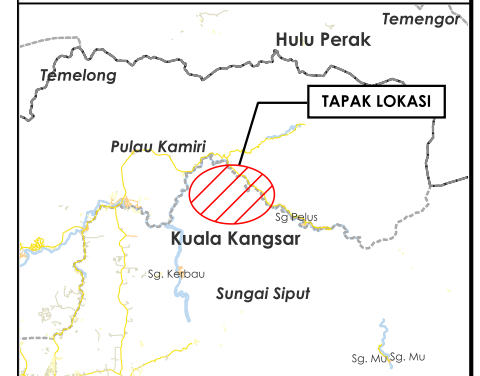 Temengor
Hulu Perak
Temelong
TAPAK LOKASI
Pulau Kamiri
Sg Pelus
Kuala Kangsar
Sg. Kerbau
Sungai Siput
Sg. Mu Sg. Mu